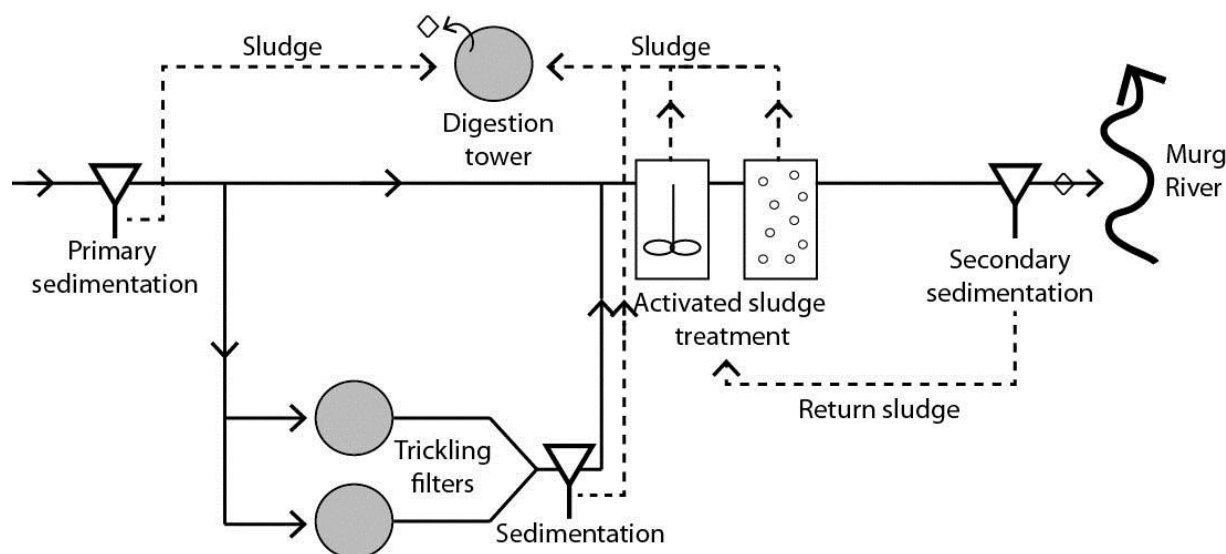 Sludge
Sludge
Digestion
tower
Murg
River
Primary
sedimentation
Activated sludge
treatment
Secondary
sedimentation
Return sludge
Trickling
filters
Sedimentation